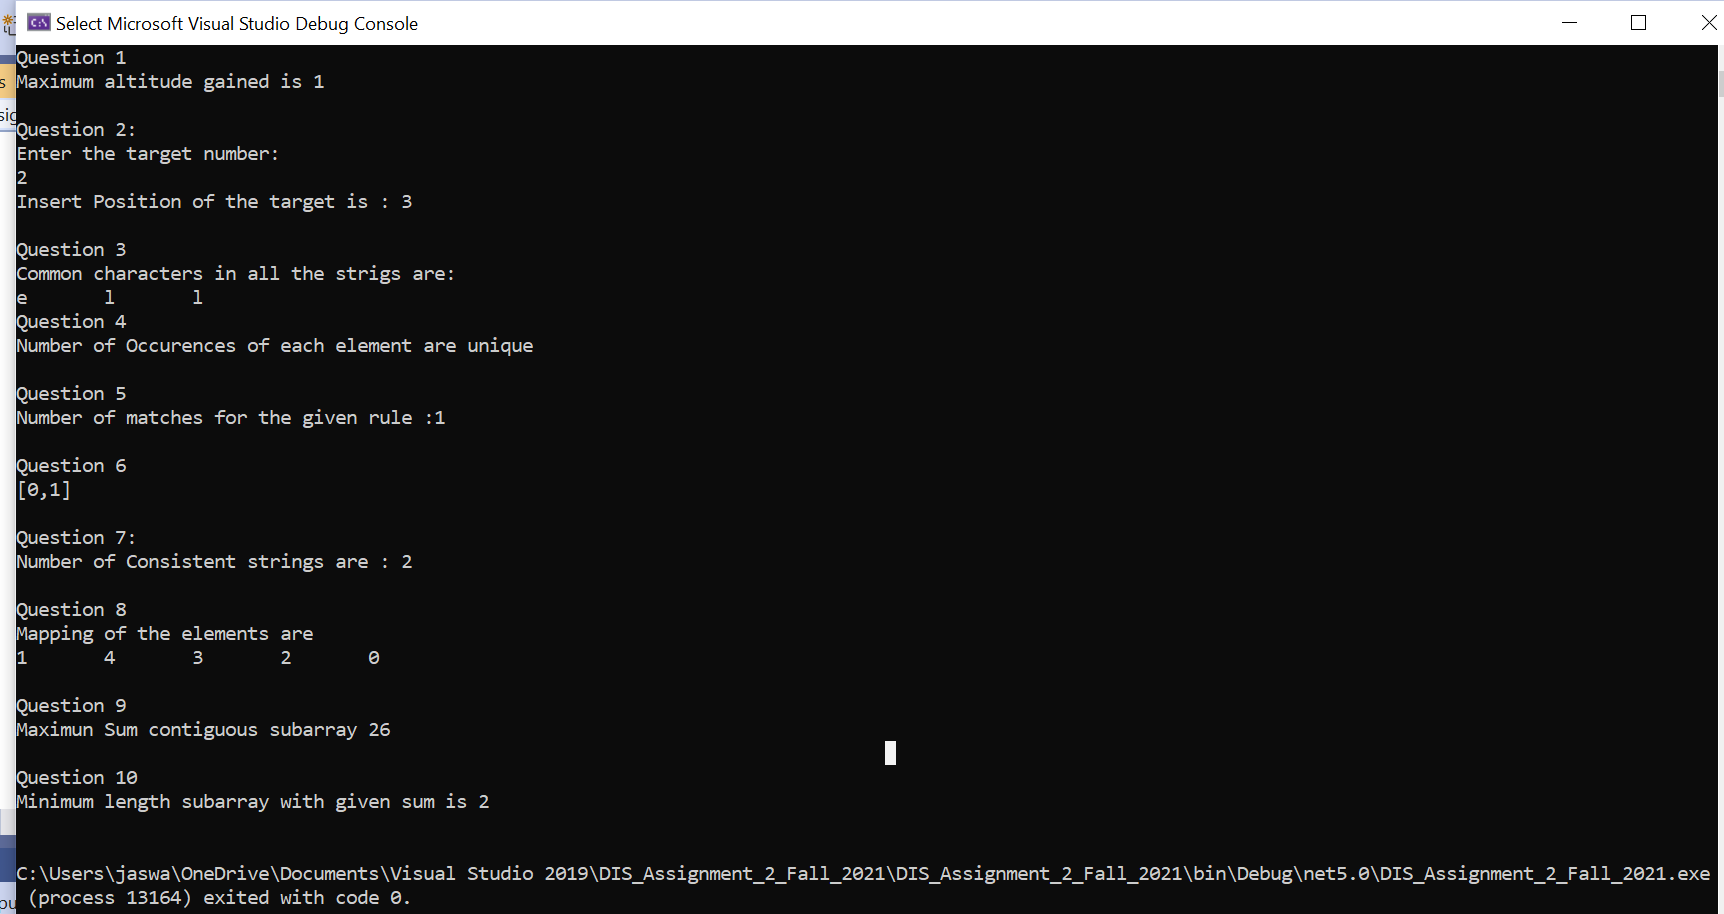 Select Microsoft Visual Studio Debug Console
Question 1
Maximum altitude gained is 1
Question 2:
Enter the target number:
2
Insert Position of the target is : 3
Question 3
Common characters in all the strigs are:
e l l
Question 4
Number of Occurences of each element are unique
Question 5
Number of matches for the given rule :1
Question 6
[0,1]
Question 7:
Number of Consistent strings are : 2
Question 8
Mapping of the elements are
1 4 3 2 0
Question 9
Maximun Sum contiguous subarray 26
Question 10
Minimum length subarray with given sum is 2
C:\Users\jaswa\OneDrive\Documents\Visual Studio 2019\DIS_Assignment_2_Fall_2021\DIS_Assignment_2_Fall_2021\bin\Debug\net5.0\DIS_Assignment_2_Fall_2021.exe
(process 13164) exited with code 0.